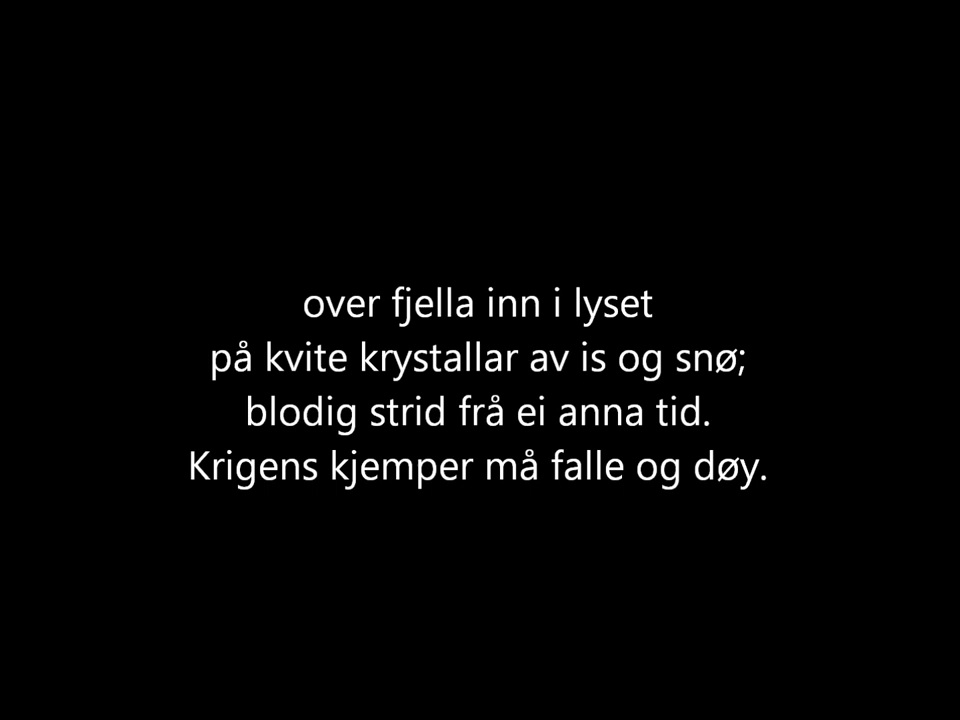 over fjella inn i lyset
på kvite krystallar av is og snø;
blodig strid frå ei anna tid.
Krigens kjemper må falle og døy.